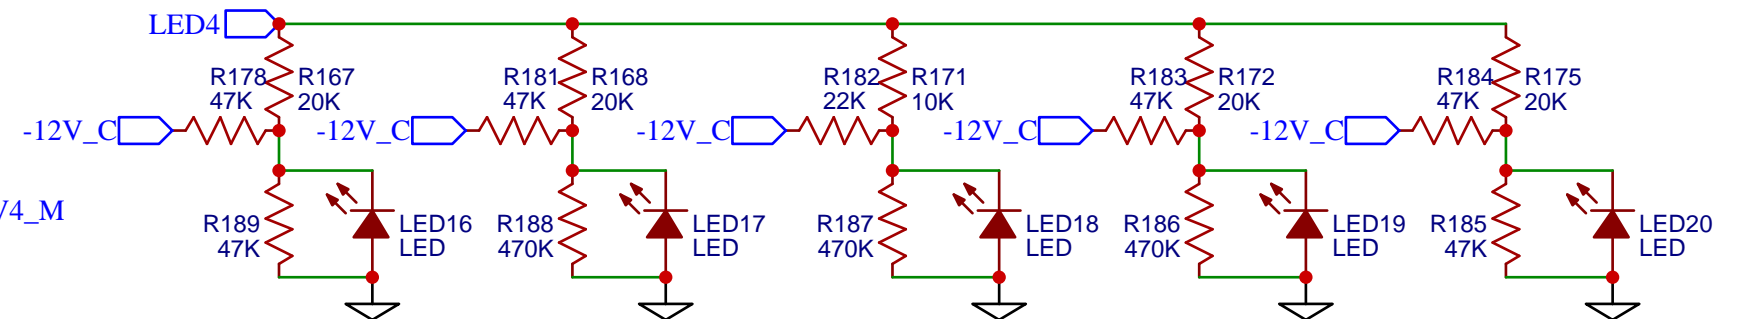 LED4
R178 R167 R181 R168 R182 R171 R183 R172 R184 R175
47K 20K 47K 20K 22K 10K 47K 20K 47K 20K
-12V_C -12V_C -12V_C -12V_C -12V_C
V4_M
R189 LED16 R188 LED17 R187 LED18 R186 LED19 R185 LED20
47K LED 470K LED 470K LED 470K LED 47K LED